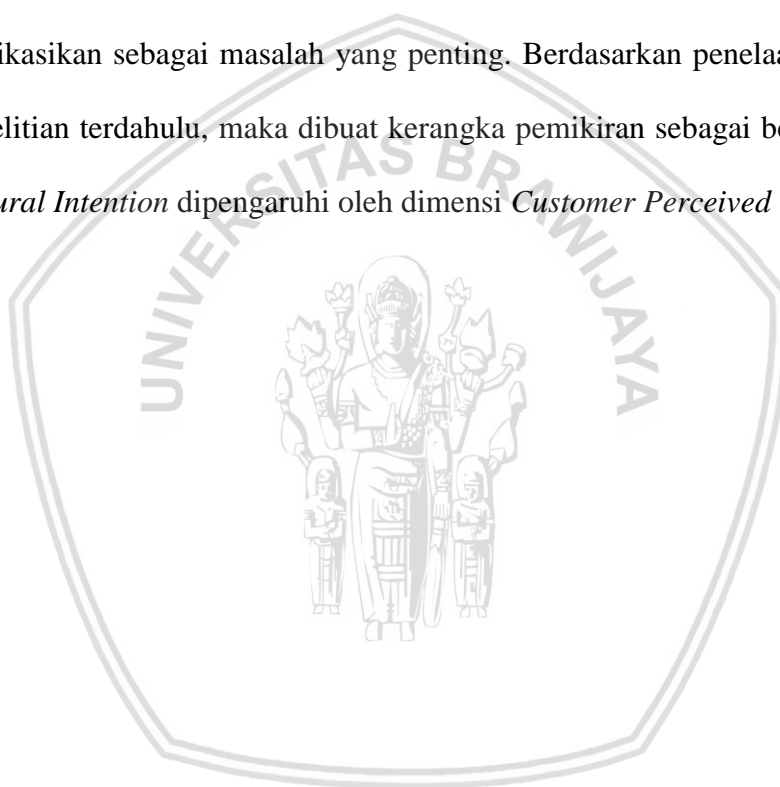 ikasikan sebagai masalah yang penting. Berdasarkan penelaa
elitian terdahulu, maka dibuat kerangka pemikiran sebagai be
ural Intention dipengaruhi oleh dimensi Customer Perceived
UNIVERSITAS BRAWIJAYA